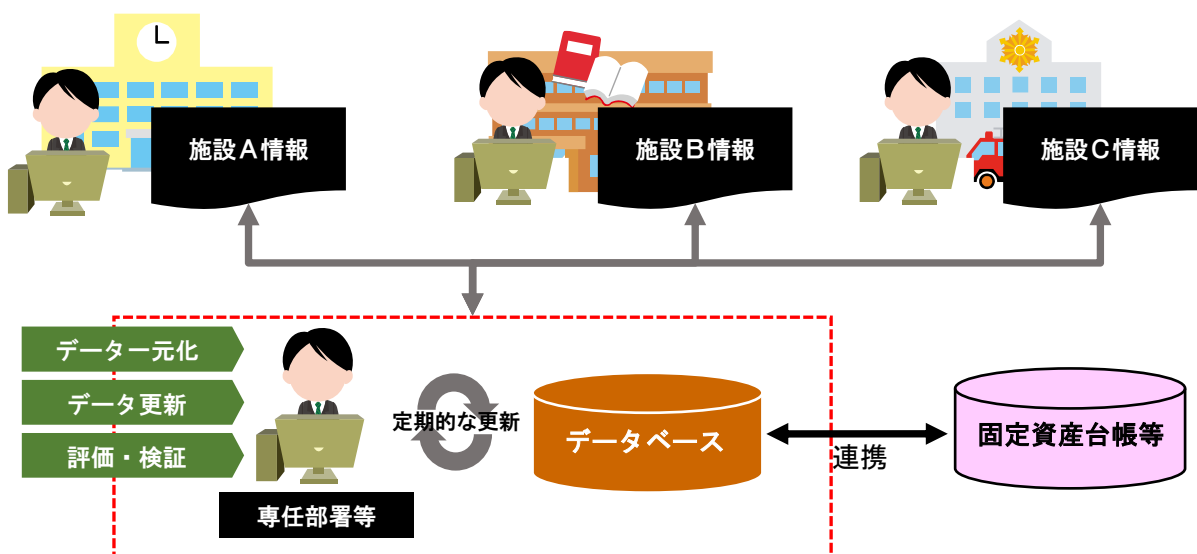 施設Ａ情報
施設Ｂ情報
施設Ｃ情報
データ一元化
データ更新
評価・検証
定期的な更新
データベース
連携
固定資産台帳等
専任部署等